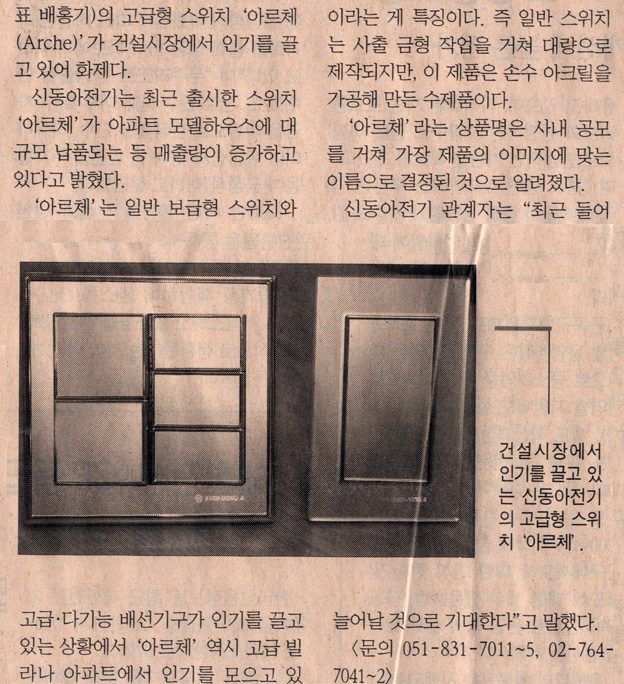 표 배홍기)의 고급형 스위치 '아르체
(Arche)'가 건설시장에서 인기를 끌
고 있어 화제다.
신동아전기는 최근 출시한 스위치
'아르체'가 아파트 모델하우스에 대
규모 납품되는 등 매출량이 증가하고
있다고 밝혔다.
'아르체'는 일반 보급형 스위치와
이라는 게 특징이다. 즉 일반 스위치
는 사출 금형 작업을 거쳐 대량으로
제작되지만, 이 제품은 손수 아크릴을
가공해 만든 수제품이다.
'아르체'라는 상품명은 사내 공모
를 거쳐 가장 제품의 이미지에 맞는
이름으로 결정된 것으로 알려졌다.
신동아전기 관계자는 "최근 들어
건설시장에서
인기를 끌고 있
는 신동아전기
의 고급형 스위
치 '아르체'.
고급·다기능 배선기구가 인기를 끌고
있는 상황에서 '아르체' 역시 고급 빌
라나 아파트에서 인기를 모으고 있
늘어날 것으로 기대한다"고 말했다.
〈문의 051-831-7011~5, 02-764-
7041~2〉